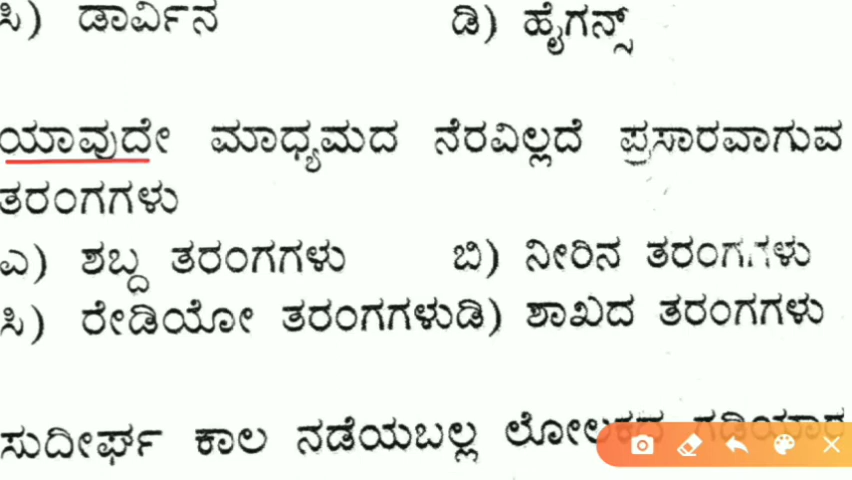 ಸಿ) ಡಾರ್ವಿನ ಡಿ) ಹೈಗನ್ಸ್
ಯಾವುದೇ ಮಾಧ್ಯಮದ ನೆರವಿಲ್ಲದೆ ಪ್ರಸಾರವಾಗುವ
ತರಂಗಗಳು
ಎ) ಶಬ್ದ ತರಂಗಗಳು ಬಿ) ನೀರಿನ ತರಂಗಗಳು
ಸಿ) ರೇಡಿಯೋ ತರಂಗಗಳು ಡಿ) ಶಾಖದ ತರಂಗಗಳು
ಸುದೀರ್ಘ ಕಾಲ ನಡೆಯಬಲ್ಲ